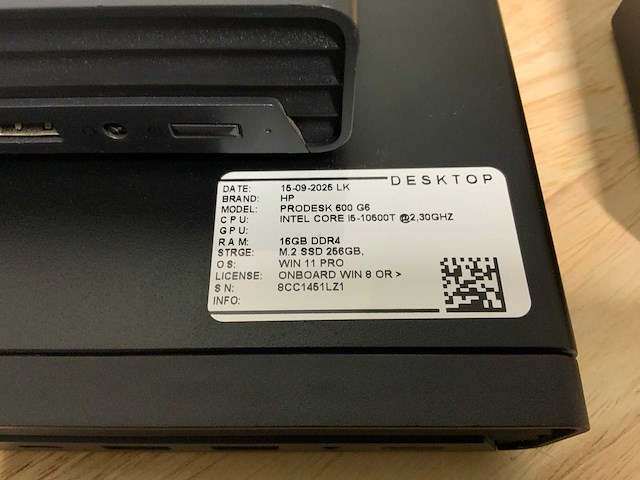 DESKTOP
DATE: 15-09-2025 LK
BRAND: HP
MODEL: PRODESK 600 G6
CPU: INTEL CORE I5-10500T @2,30GHZ
GPU:
RAM: 16GB DDR4
STRGE: M.2 SSD 256GB,
OS: WIN 11 PRO
LICENSE: ONBOARD WIN 8 OR >
SN: 8CC1451LZ1
INFO: